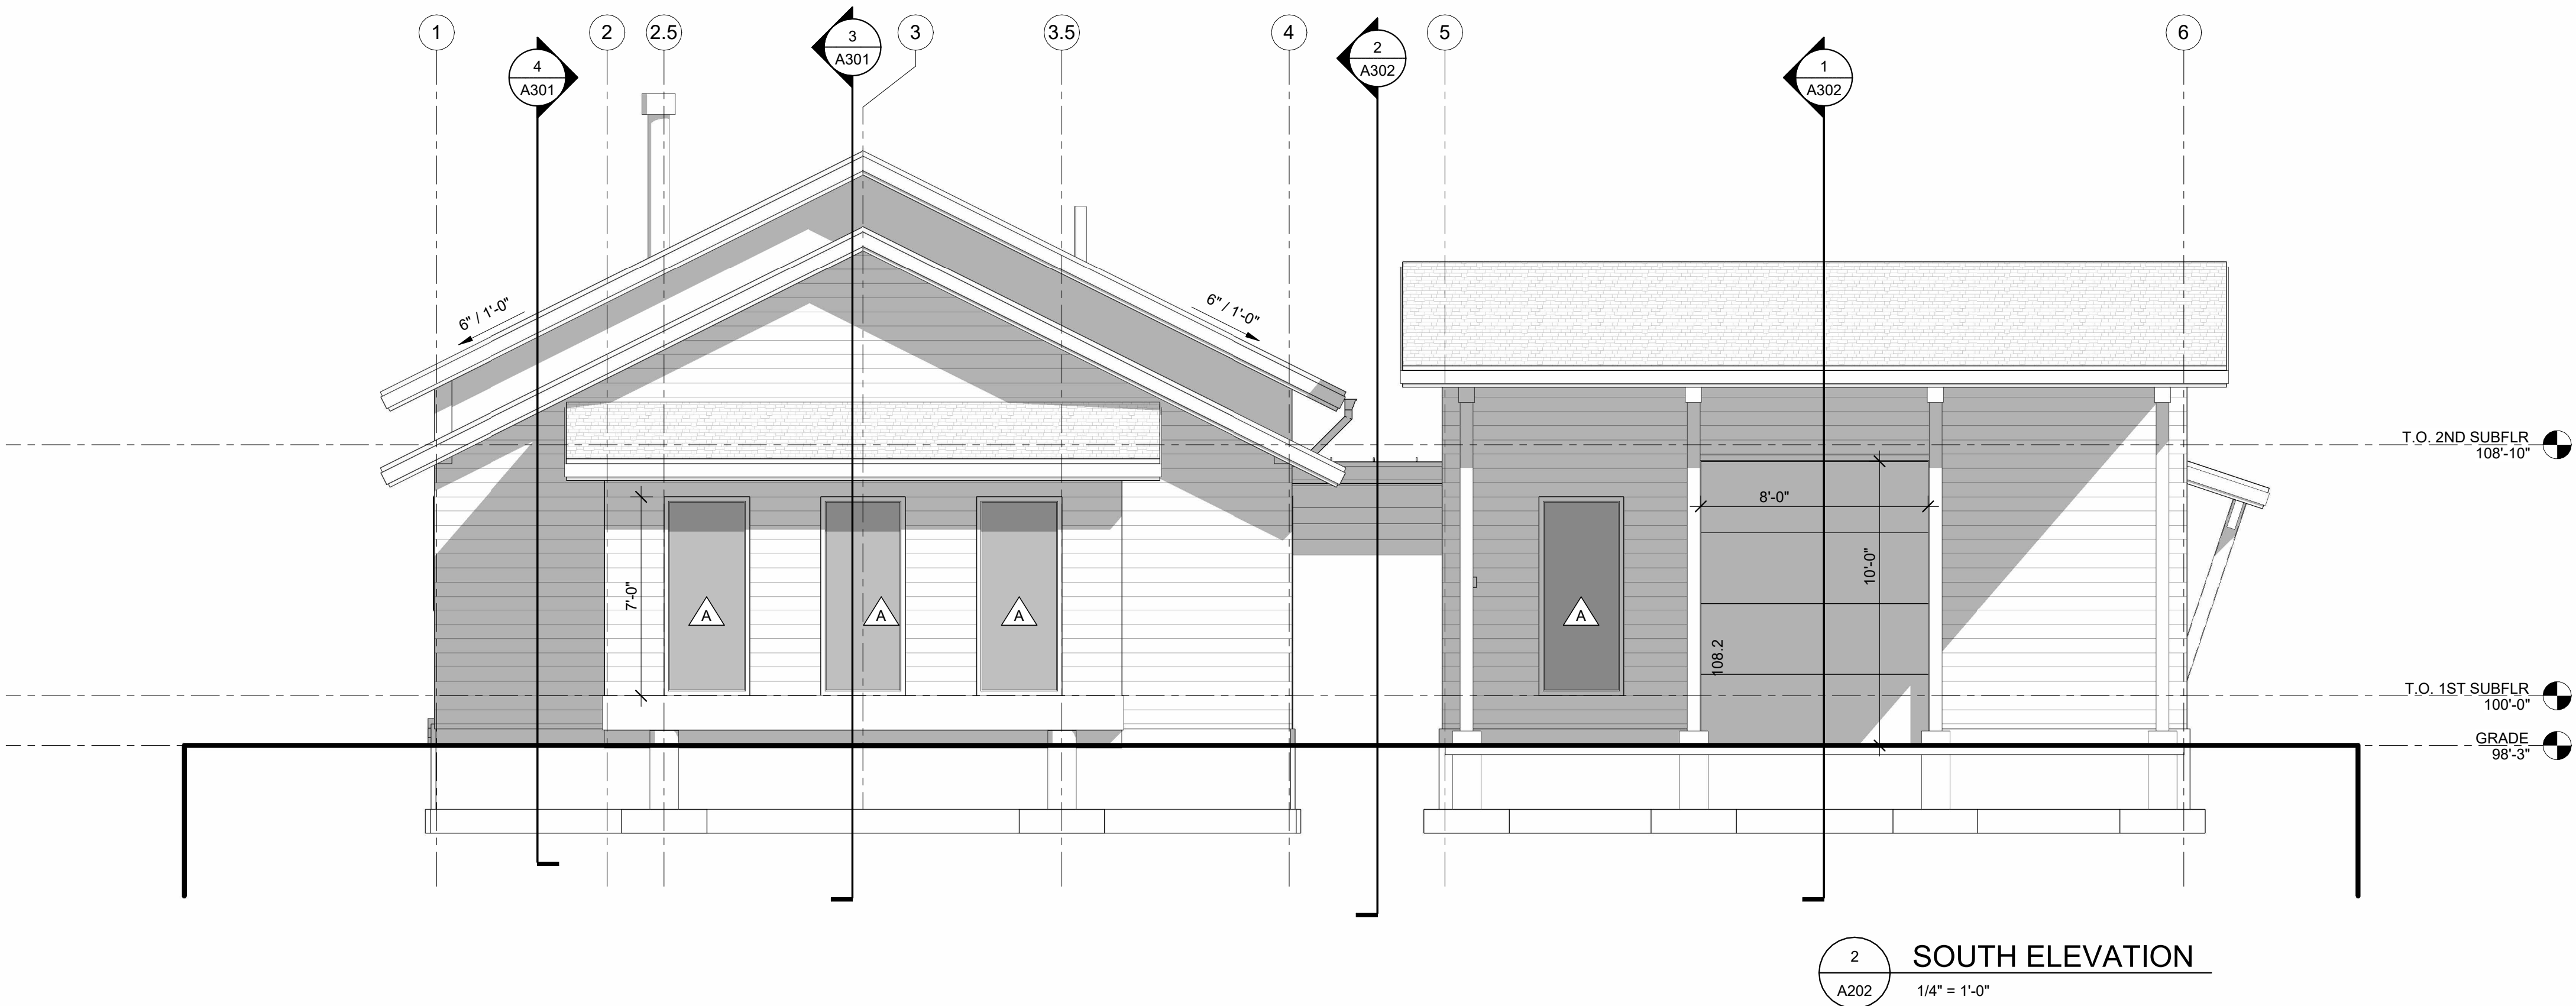 1
2
2.5
3
3.5
4
5
6
4
A301
3
A301
2
A302
1
A302
6" / 1'-0"
6" / 1'-0"
T.O. 2ND SUBFLR
108'-10"
8'-0"
10'-0"
7'-0"
A
A
A
A
108.2
T.O. 1ST SUBFLR
100'-0"
GRADE
98'-3"
2
A202
SOUTH ELEVATION
1/4" = 1'-0"